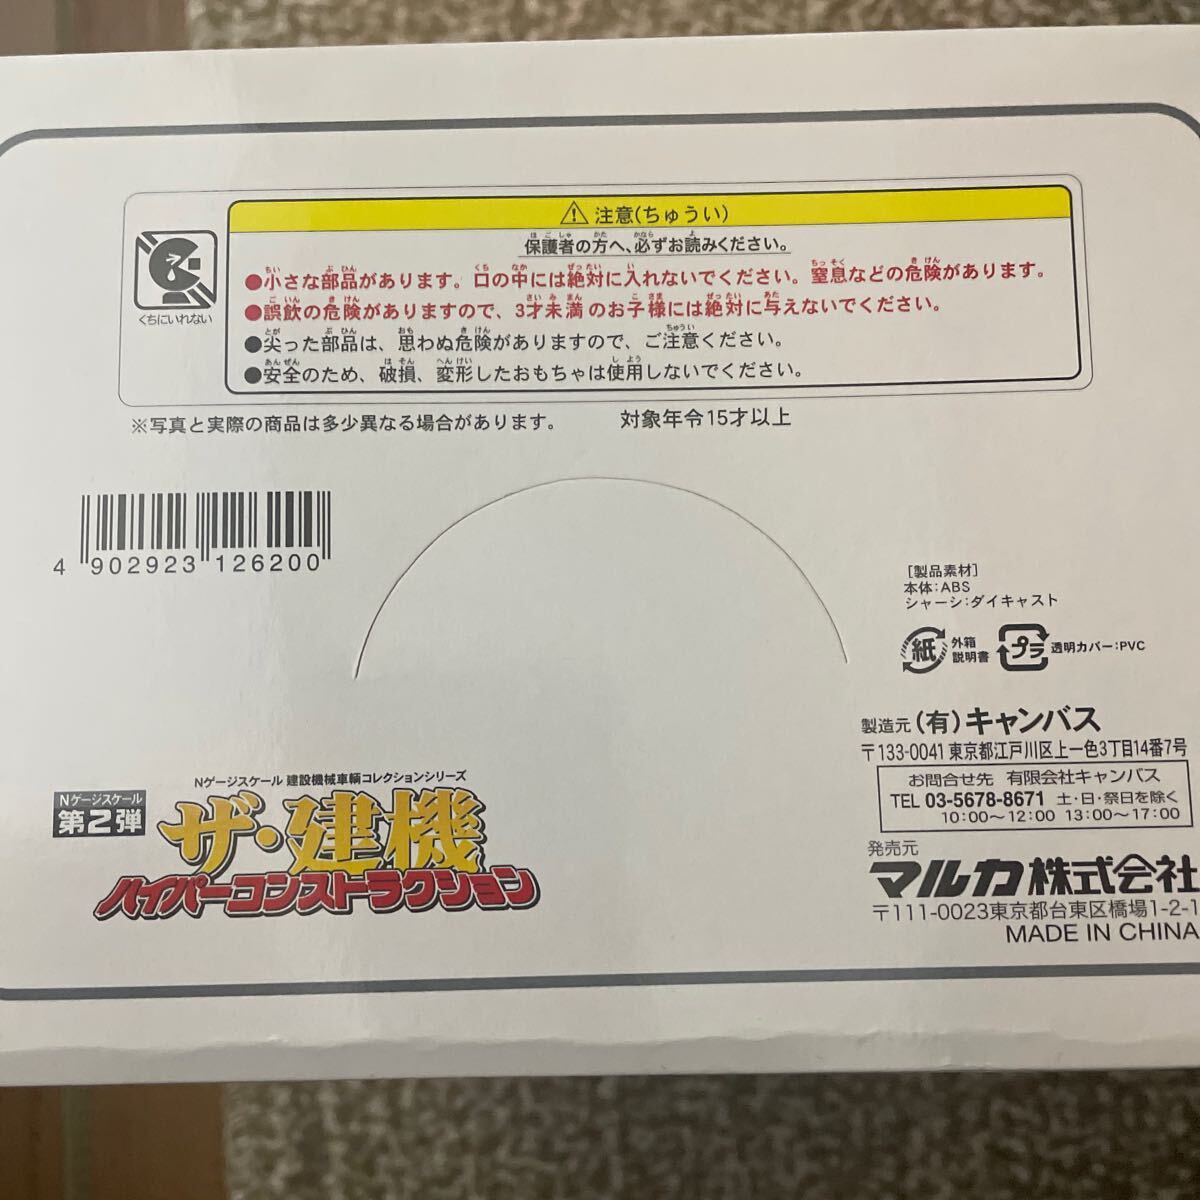 ⚠ 注意(ちゅうい)
保護者の方へ、必ずお読みください。
●小さな部品があります。口の中には絶対に入れないでください。窒息などの危険があります。
●誤飲の危険がありますので、3才未満のお子様には絶対に与えないでください。
●尖った部品は、思わぬ危険がありますので、ご注意ください。
●安全のため、破損、変形したおもちゃは使用しないでください。
くちにいれない
※写真と実際の商品は多少異なる場合があります。 対象年令15才以上
4 902923 126200
[製品素材]
本体:ABS
シャーシ:ダイキャスト
紙 外箱 説明書 プラ 透明カバー:PVC
製造元 (有)キャンバス
〒133-0041 東京都江戸川区上一色3丁目14番7号
お問合せ先 有限会社キャンバス
TEL 03-5678-8671 土・日・祭日を除く
10:00〜12:00 13:00〜17:00
発売元
マルカ株式会社
〒111-0023東京都台東区橋場1-2-1
MADE IN CHINA
Nゲージスケール 建設機械車輌コレクションシリーズ
Nゲージスケール
第2弾
ザ・建機
ハイパーコンストラクション